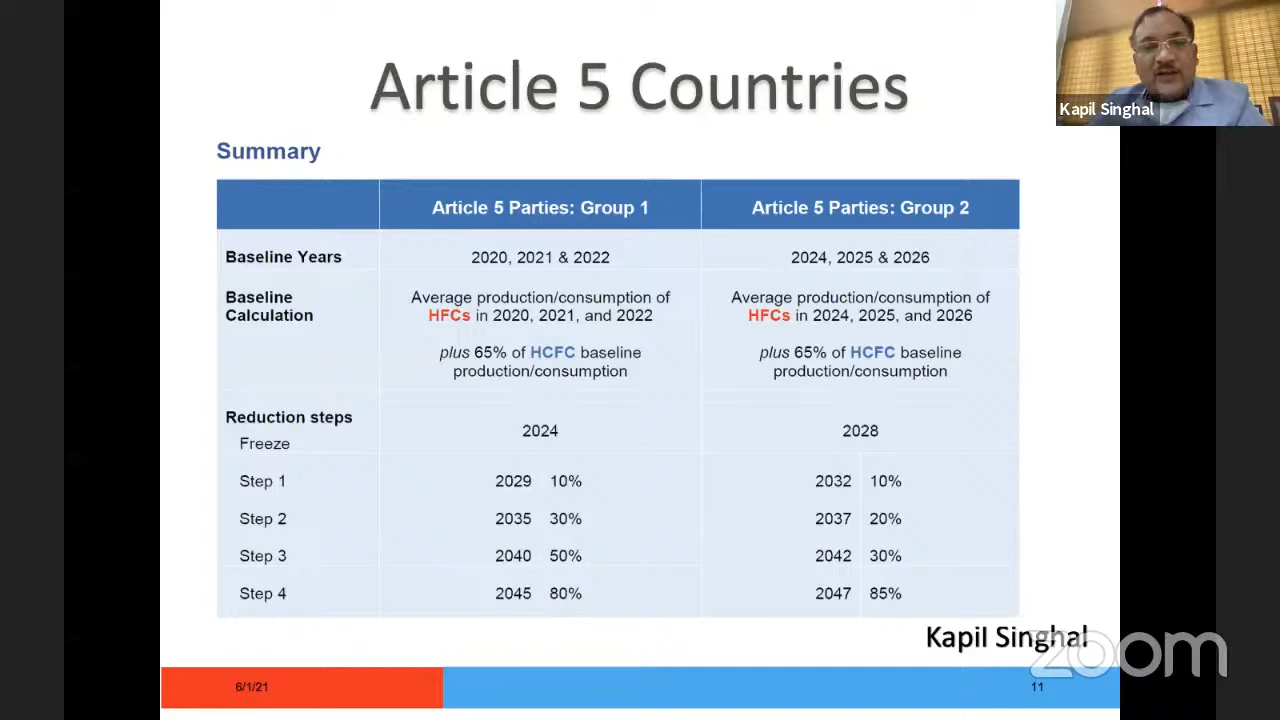 Article 5 Countries
Kapil Singhal
Summary
Article 5 Parties: Group 1 Article 5 Parties: Group 2
Baseline Years 2020, 2021 & 2022 2024, 2025 & 2026
Baseline Average production/consumption of Average production/consumption of
Calculation HFCs in 2020, 2021, and 2022 HFCs in 2024, 2025, and 2026
plus 65% of HCFC baseline plus 65% of HCFC baseline
production/consumption production/consumption
Reduction steps
Freeze 2024 2028
Step 1 2029 10% 2032 10%
Step 2 2035 30% 2037 20%
Step 3 2040 50% 2042 30%
Step 4 2045 80% 2047 85%
Kapil Singhal
zoom
6/1/21 11